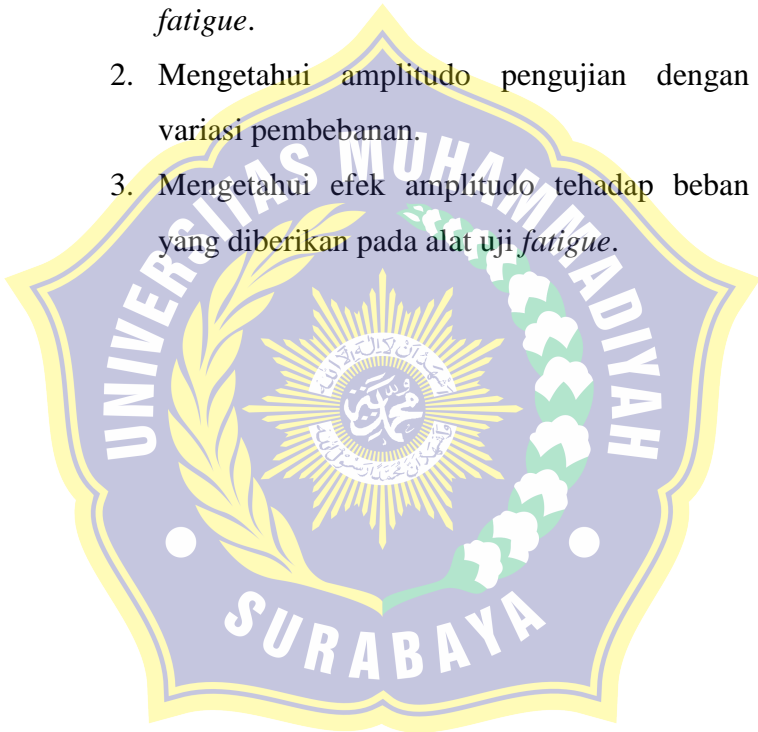 fatigue.
2. Mengetahui amplitudo pengujian dengan
variasi pembebanan.
3. Mengetahui efek amplitudo tehadap beban
yang diberikan pada alat uji fatigue.
UNIVERSITAS MUHAMMADIYAH
SURABAYA